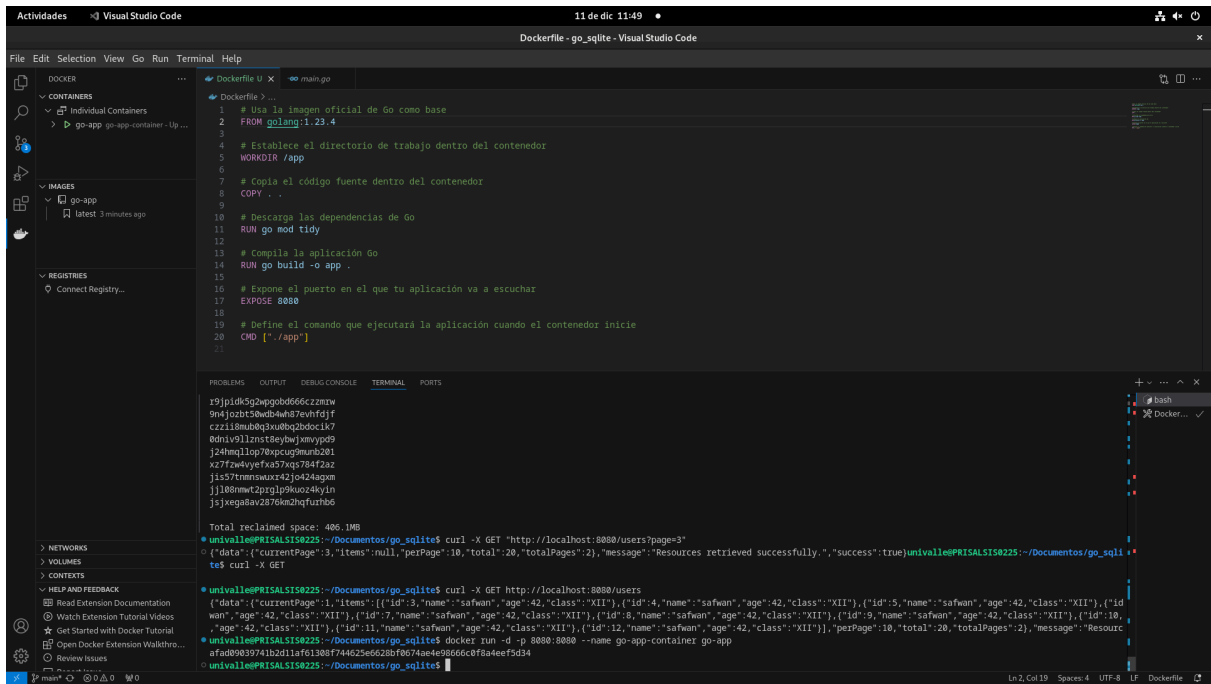 Actividades
Visual Studio Code
11 de dic 11:49
Dockerfile - go_sqlite - Visual Studio Code
File Edit Selection View Go Run Terminal Help
DOCKER
CONTAINERS
Individual Containers
go-app go-app-container - Up ...
IMAGES
go-app
latest 3 minutes ago
REGISTRIES
Connect Registry...
NETWORKS
VOLUMES
CONTEXTS
HELP AND FEEDBACK
Read Extension Documentation
Watch Extension Tutorial Videos
Get Started with Docker Tutorial
Open Docker Extension Walkthro...
Review Issues
Dockerfile U
main.go
Dockerfile > ...
1 # Usa la imagen oficial de Go como base
2 FROM golang:1.23.4
3
4 # Establece el directorio de trabajo dentro del contenedor
5 WORKDIR /app
6
7 # Copia el código fuente dentro del contenedor
8 COPY . .
9
10 # Descarga las dependencias de Go
11 RUN go mod tidy
12
13 # Compila la aplicación Go
14 RUN go build -o app .
15
16 # Expone el puerto en el que tu aplicación va a escuchar
17 EXPOSE 8080
18
19 # Define el comando que ejecutará la aplicación cuando el contenedor inicie
20 CMD ["./app"]
21
PROBLEMS OUTPUT DEBUG CONSOLE TERMINAL PORTS
r9jpidk5g2wpgobd666czzmrw
9n4jozbt50wdb4wh87evhfdjf
czzii8mub0q3xu0bq2bdocik7
0dniv9llznst8eybwjxmvypd9
j24hmqllop70xpcug9munb201
xz7fzw4vyefxa57xqs784f2az
jis57tnmnswuxr42jo424agxm
jjl08nmwt2prglp9kuoz4kyin
jsjxega8av2876km2hqfurhb6
Total reclaimed space: 406.1MB
univalle@PRISALSIS0225:~/Documentos/go_sqlite$ curl -X GET "http://localhost:8080/users?page=3"
{"data":{"currentPage":3,"items":null,"perPage":10,"total":20,"totalPages":2},"message":"Resources retrieved successfully.","success":true}univalle@PRISALSIS0225:~/Documentos/go_sqli
te$ curl -X GET
univalle@PRISALSIS0225:~/Documentos/go_sqlite$ curl -X GET http://localhost:8080/users
{"data":{"currentPage":1,"items":[{"id":3,"name":"safwan","age":42,"class":"XII"},{"id":4,"name":"safwan","age":42,"class":"XII"},{"id":5,"name":"safwan","age":42,"class":"XII"},{"id
wan","age":42,"class":"XII"},{"id":7,"name":"safwan","age":42,"class":"XII"},{"id":8,"name":"safwan","age":42,"class":"XII"},{"id":9,"name":"safwan","age":42,"class":"XII"},{"id":10,
,"name":"safwan","age":42,"class":"XII"},{"id":11,"name":"safwan","age":42,"class":"XII"},{"id":12,"name":"safwan","age":42,"class":"XII"}],"perPage":10,"total":20,"totalPages":2},"message":"Resourc
univalle@PRISALSIS0225:~/Documentos/go_sqlite$ docker run -d -p 8080:8080 --name go-app-container go-app
afad09039741b2d11af61308f744625e6628bf0674ae4e98666c0f8a4eef5d34
univalle@PRISALSIS0225:~/Documentos/go_sqlite$
bash
Docker...
main* 0 0 0
Ln 2, Col 19 Spaces: 4 UTF-8 LF Dockerfile